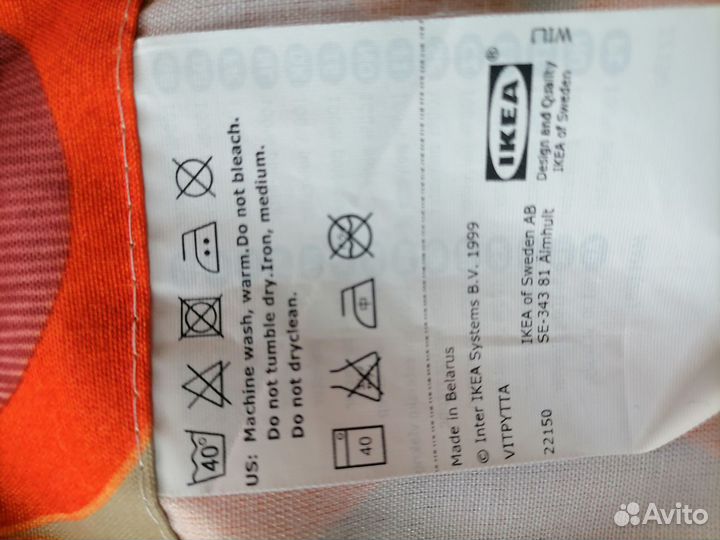 40°
US: Machine wash, warm.Do not bleach.
Do not tumble dry.Iron, medium.
Do not dryclean.
40
中
Made in Belarus
© Inter IKEA Systems B.V. 1999
VITPYTTA
22150
IKEA of Sweden AB
SE-343 81 Älmhult
IKEA®
Design and Quality
IKEA of Sweden
Avito